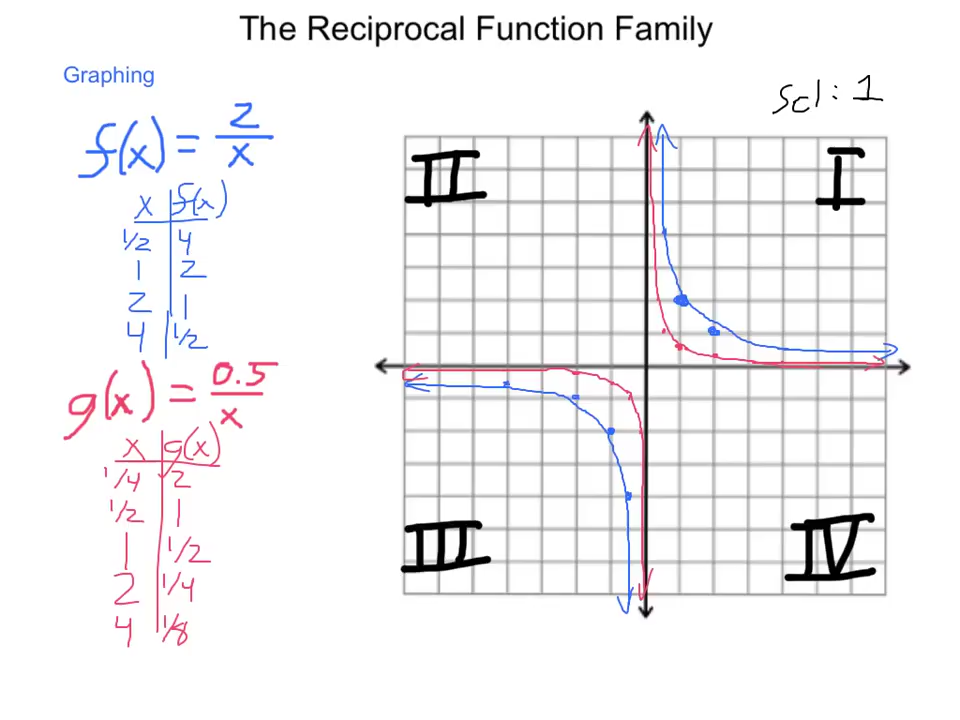 The Reciprocal Function Family
Graphing
Scl: 1
f(x) = 2/x
x f(x)
1/2 4
1 2
2 1
4 1/2
g(x) = 0.5/x
x g(x)
1/4 2
1/2 1
1 1/2
2 1/4
4 1/8
II
I
III
IV